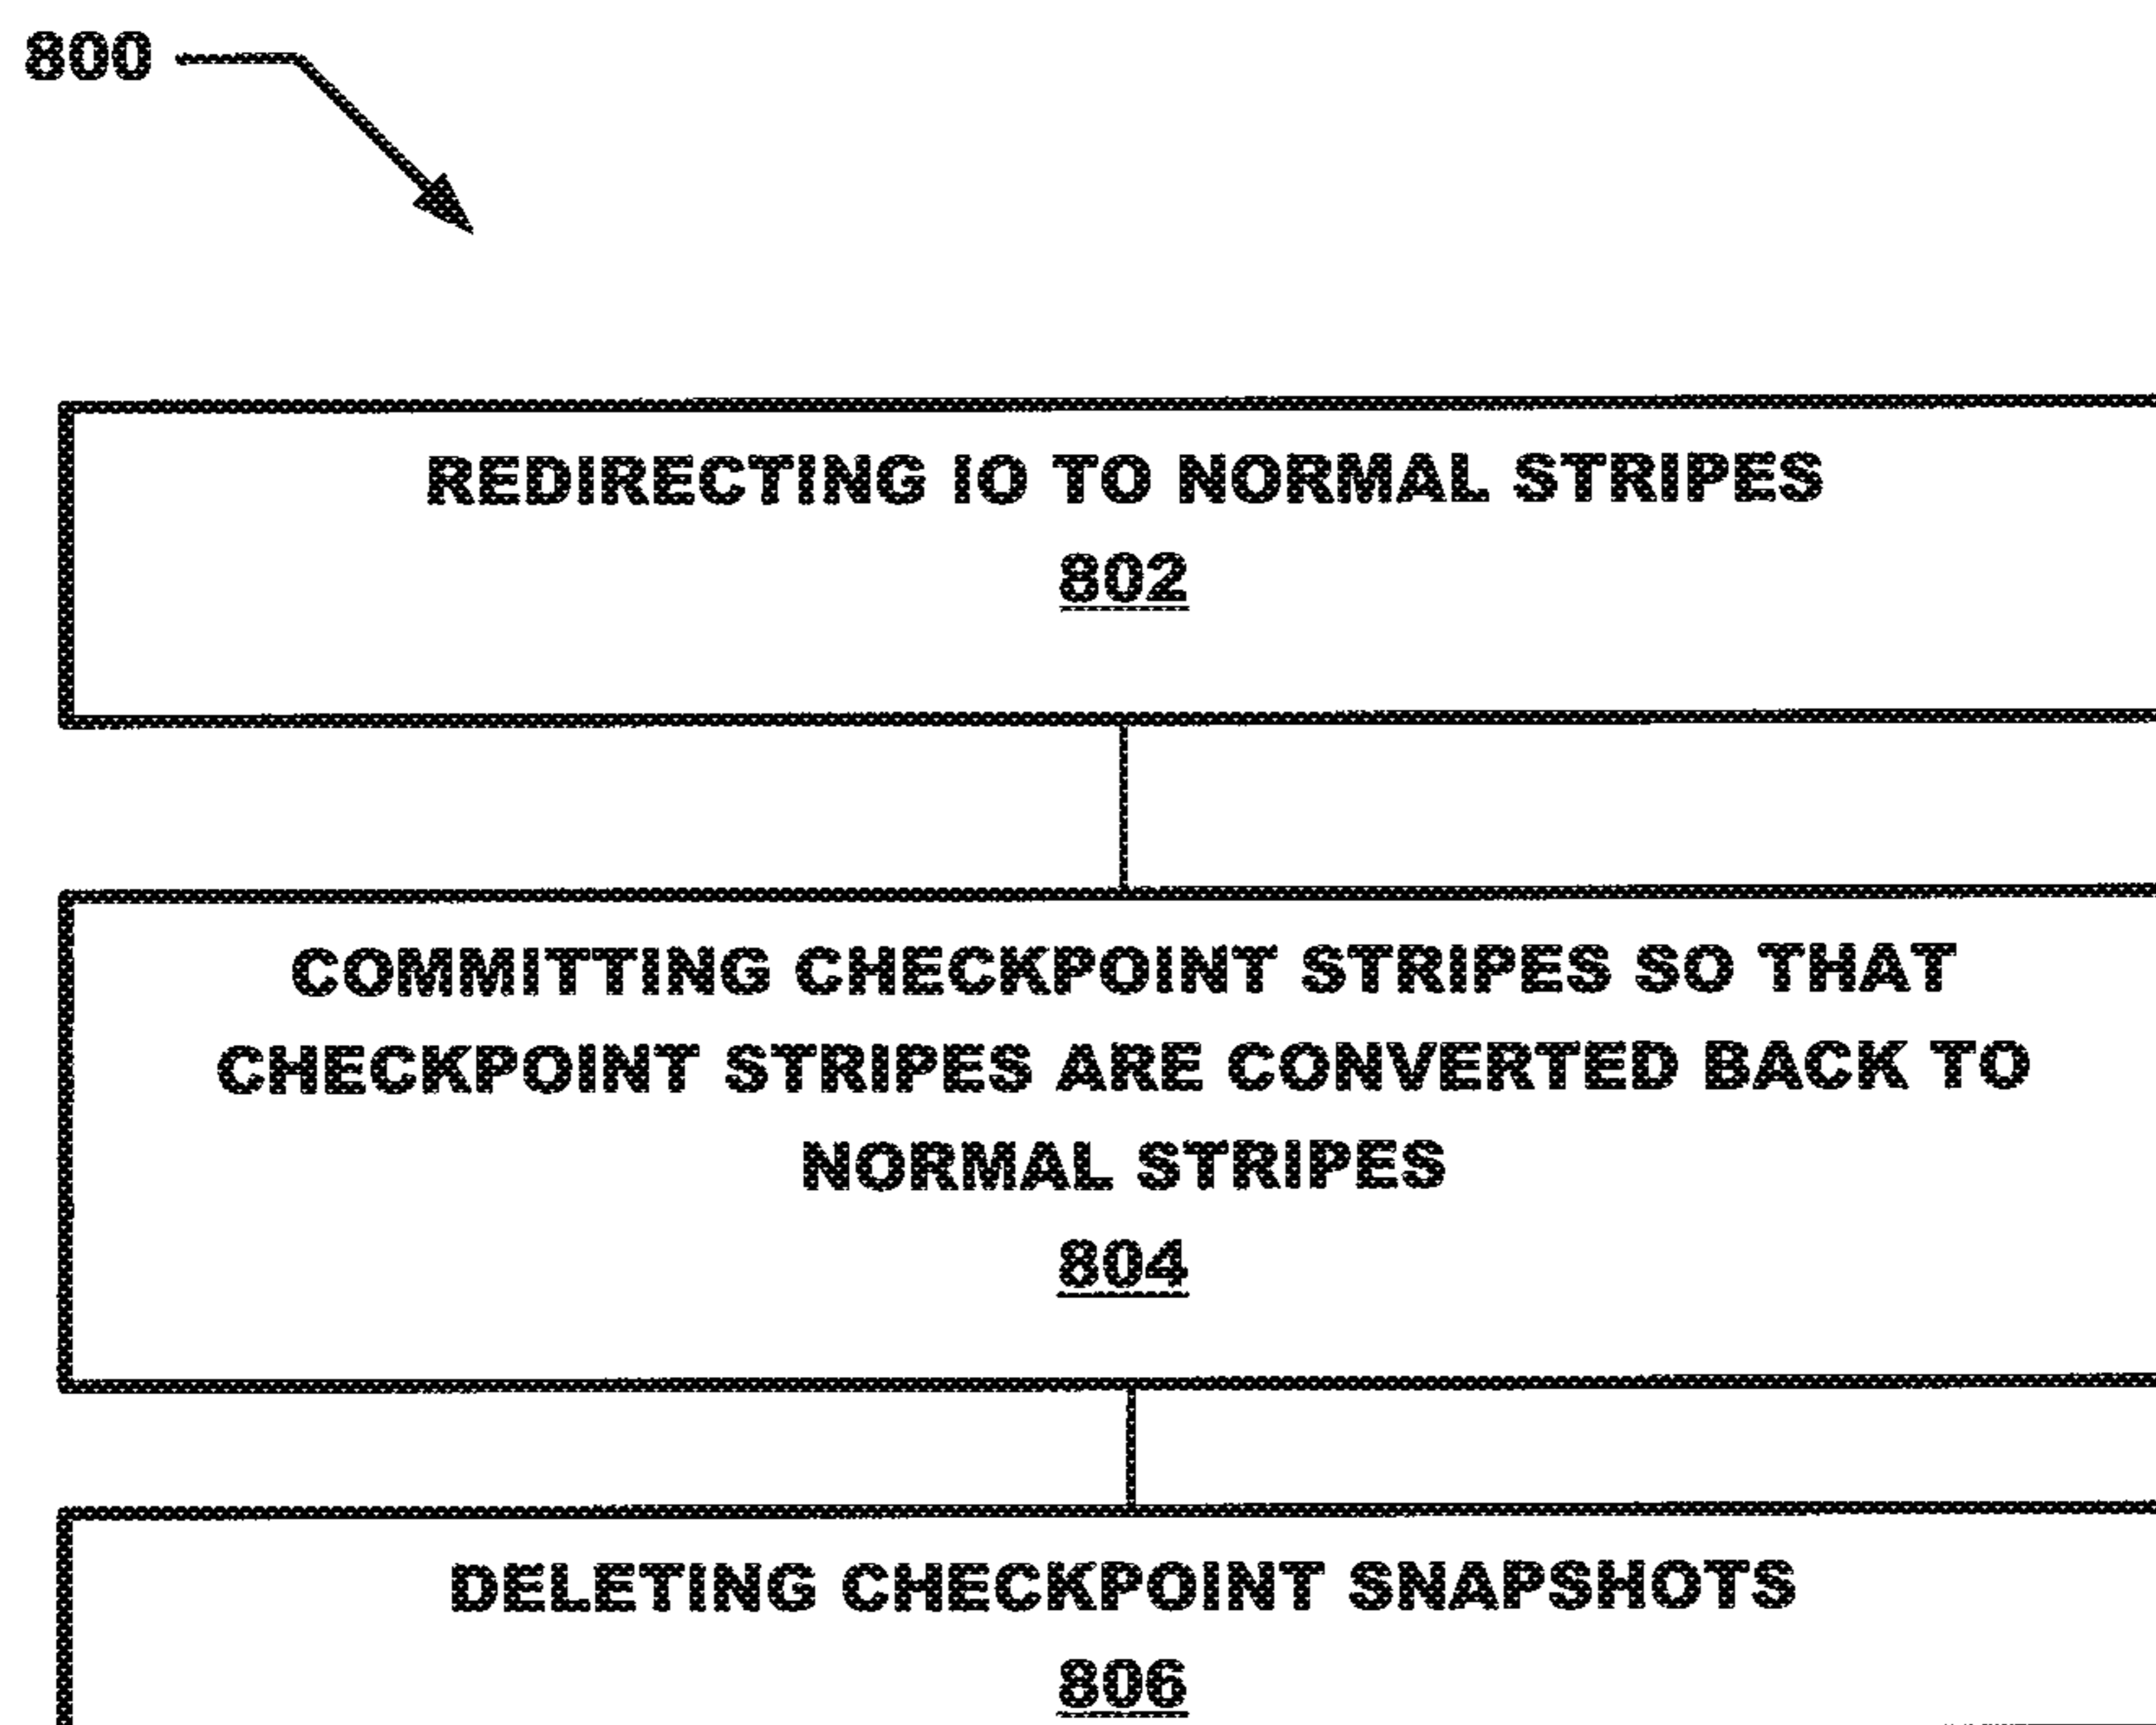 800
REDIRECTING IO TO NORMAL STRIPES
802
COMMITTING CHECKPOINT STRIPES SO THAT
CHECKPOINT STRIPES ARE CONVERTED BACK TO
NORMAL STRIPES
804
DELETING CHECKPOINT SNAPSHOTS
806